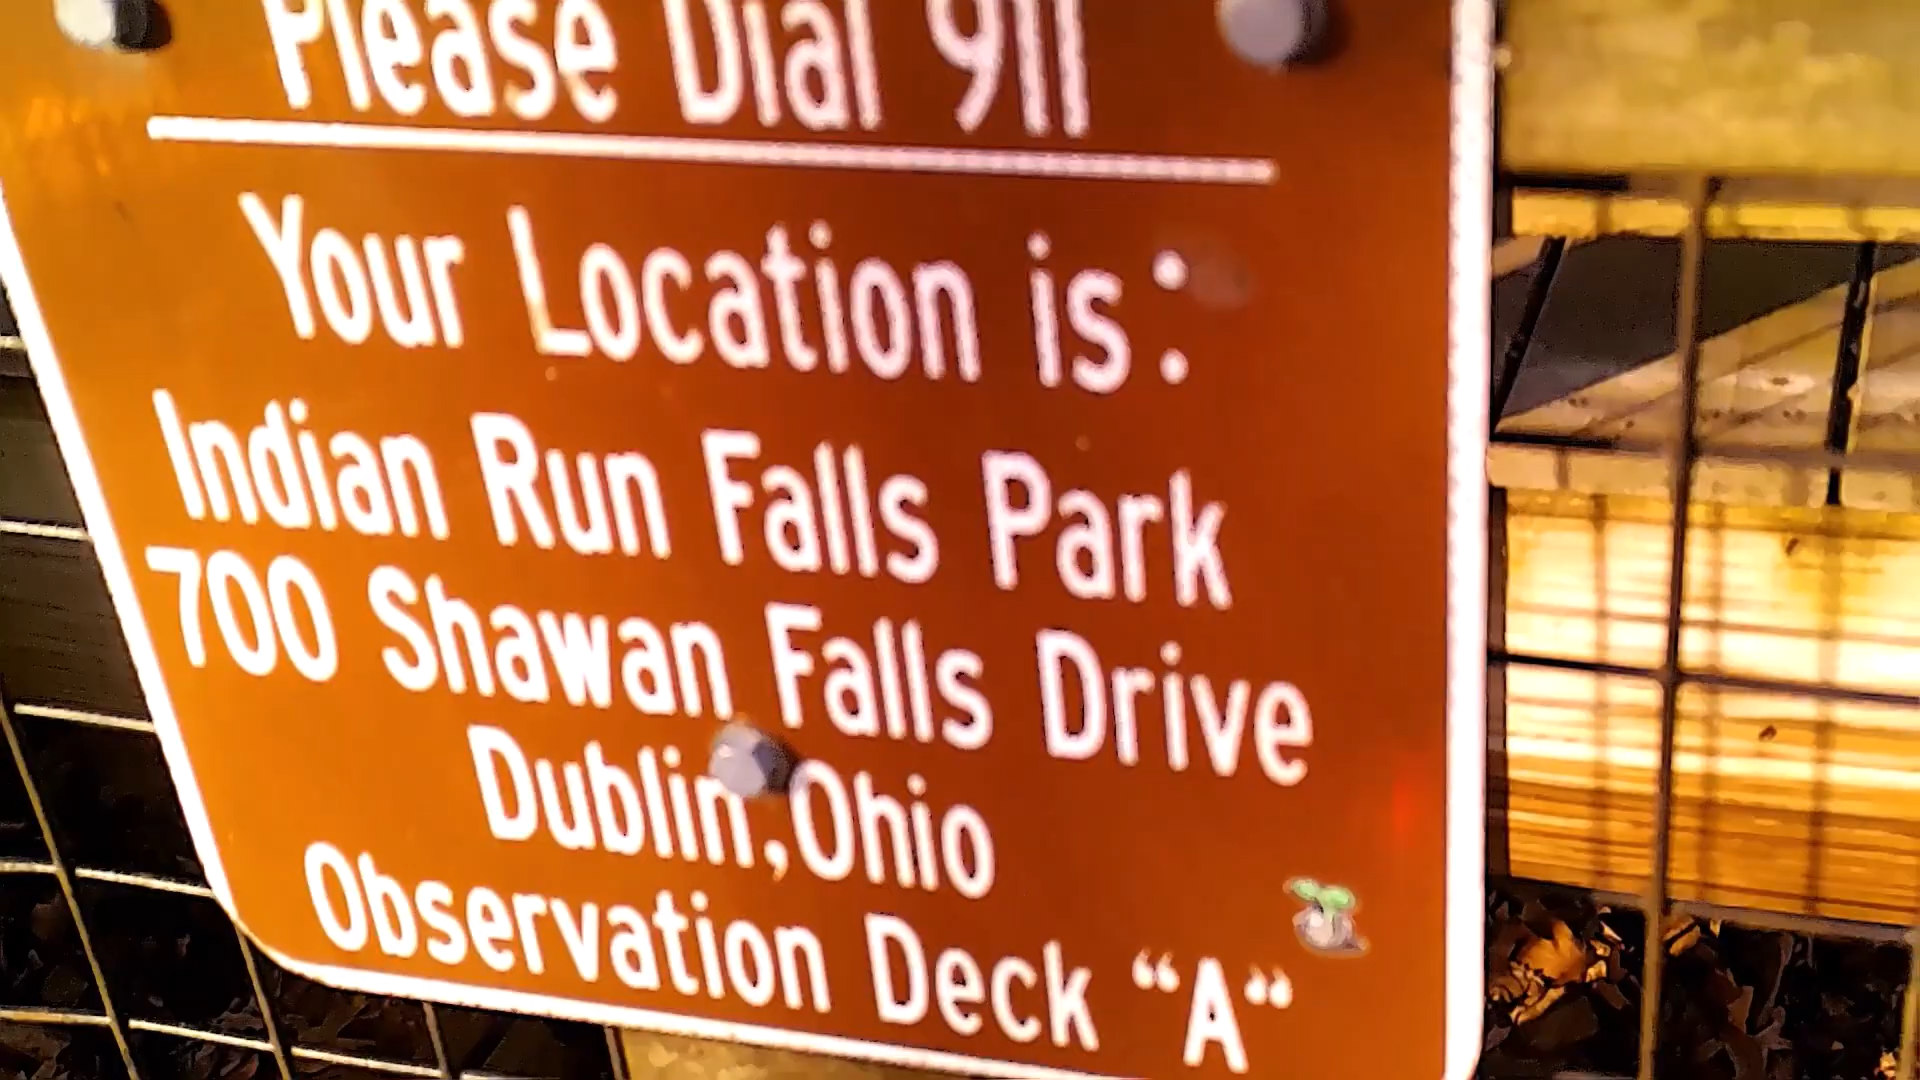 Please Dial 911
Your Location is:
Indian Run Falls Park
700 Shawan Falls Drive
Dublin,Ohio
Observation Deck “A“